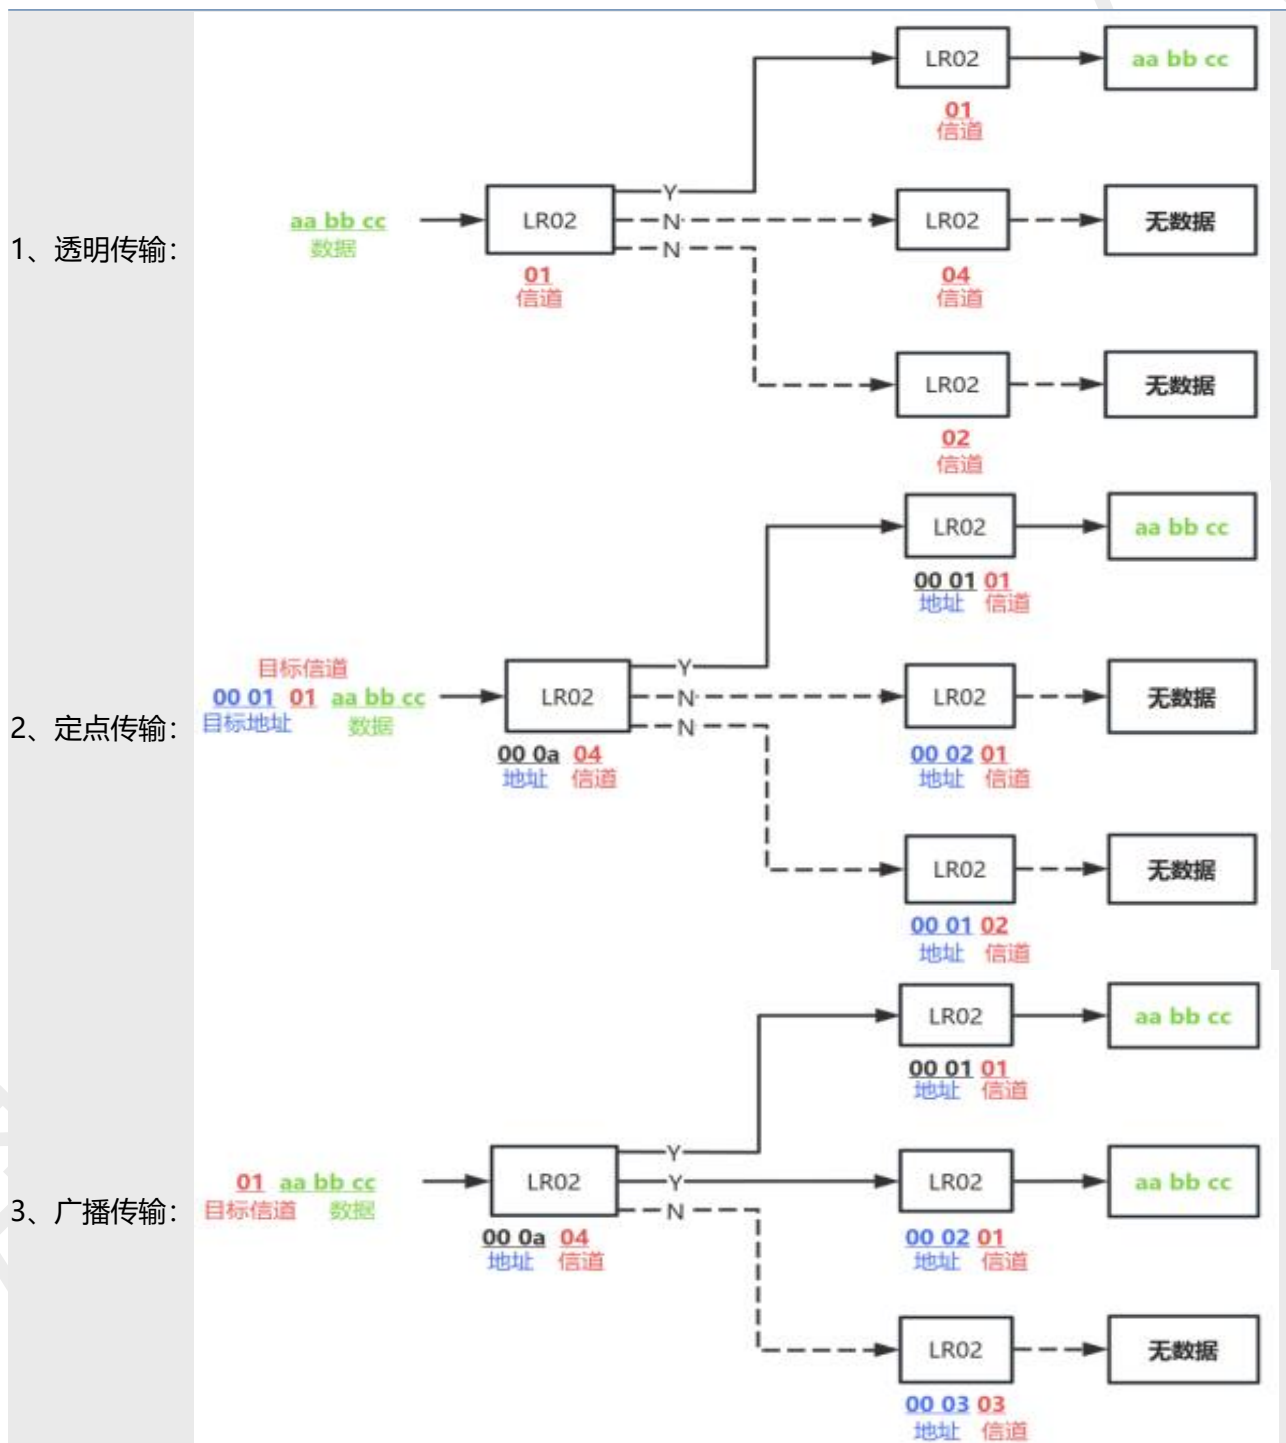 1、透明传输：
aa bb cc
数据
LR02
01
信道
Y
N
N
LR02
01
信道
aa bb cc
LR02
04
信道
无数据
LR02
02
信道
无数据
2、定点传输：
目标信道
00 01 01 aa bb cc
目标地址 数据
LR02
00 0a 04
地址 信道
Y
N
N
LR02
00 01 01
地址 信道
aa bb cc
LR02
00 02 01
地址 信道
无数据
LR02
00 01 02
地址 信道
无数据
3、广播传输：
01 aa bb cc
目标信道 数据
LR02
00 0a 04
地址 信道
Y
Y
N
LR02
00 01 01
地址 信道
aa bb cc
LR02
00 02 01
地址 信道
aa bb cc
LR02
00 03 03
地址 信道
无数据